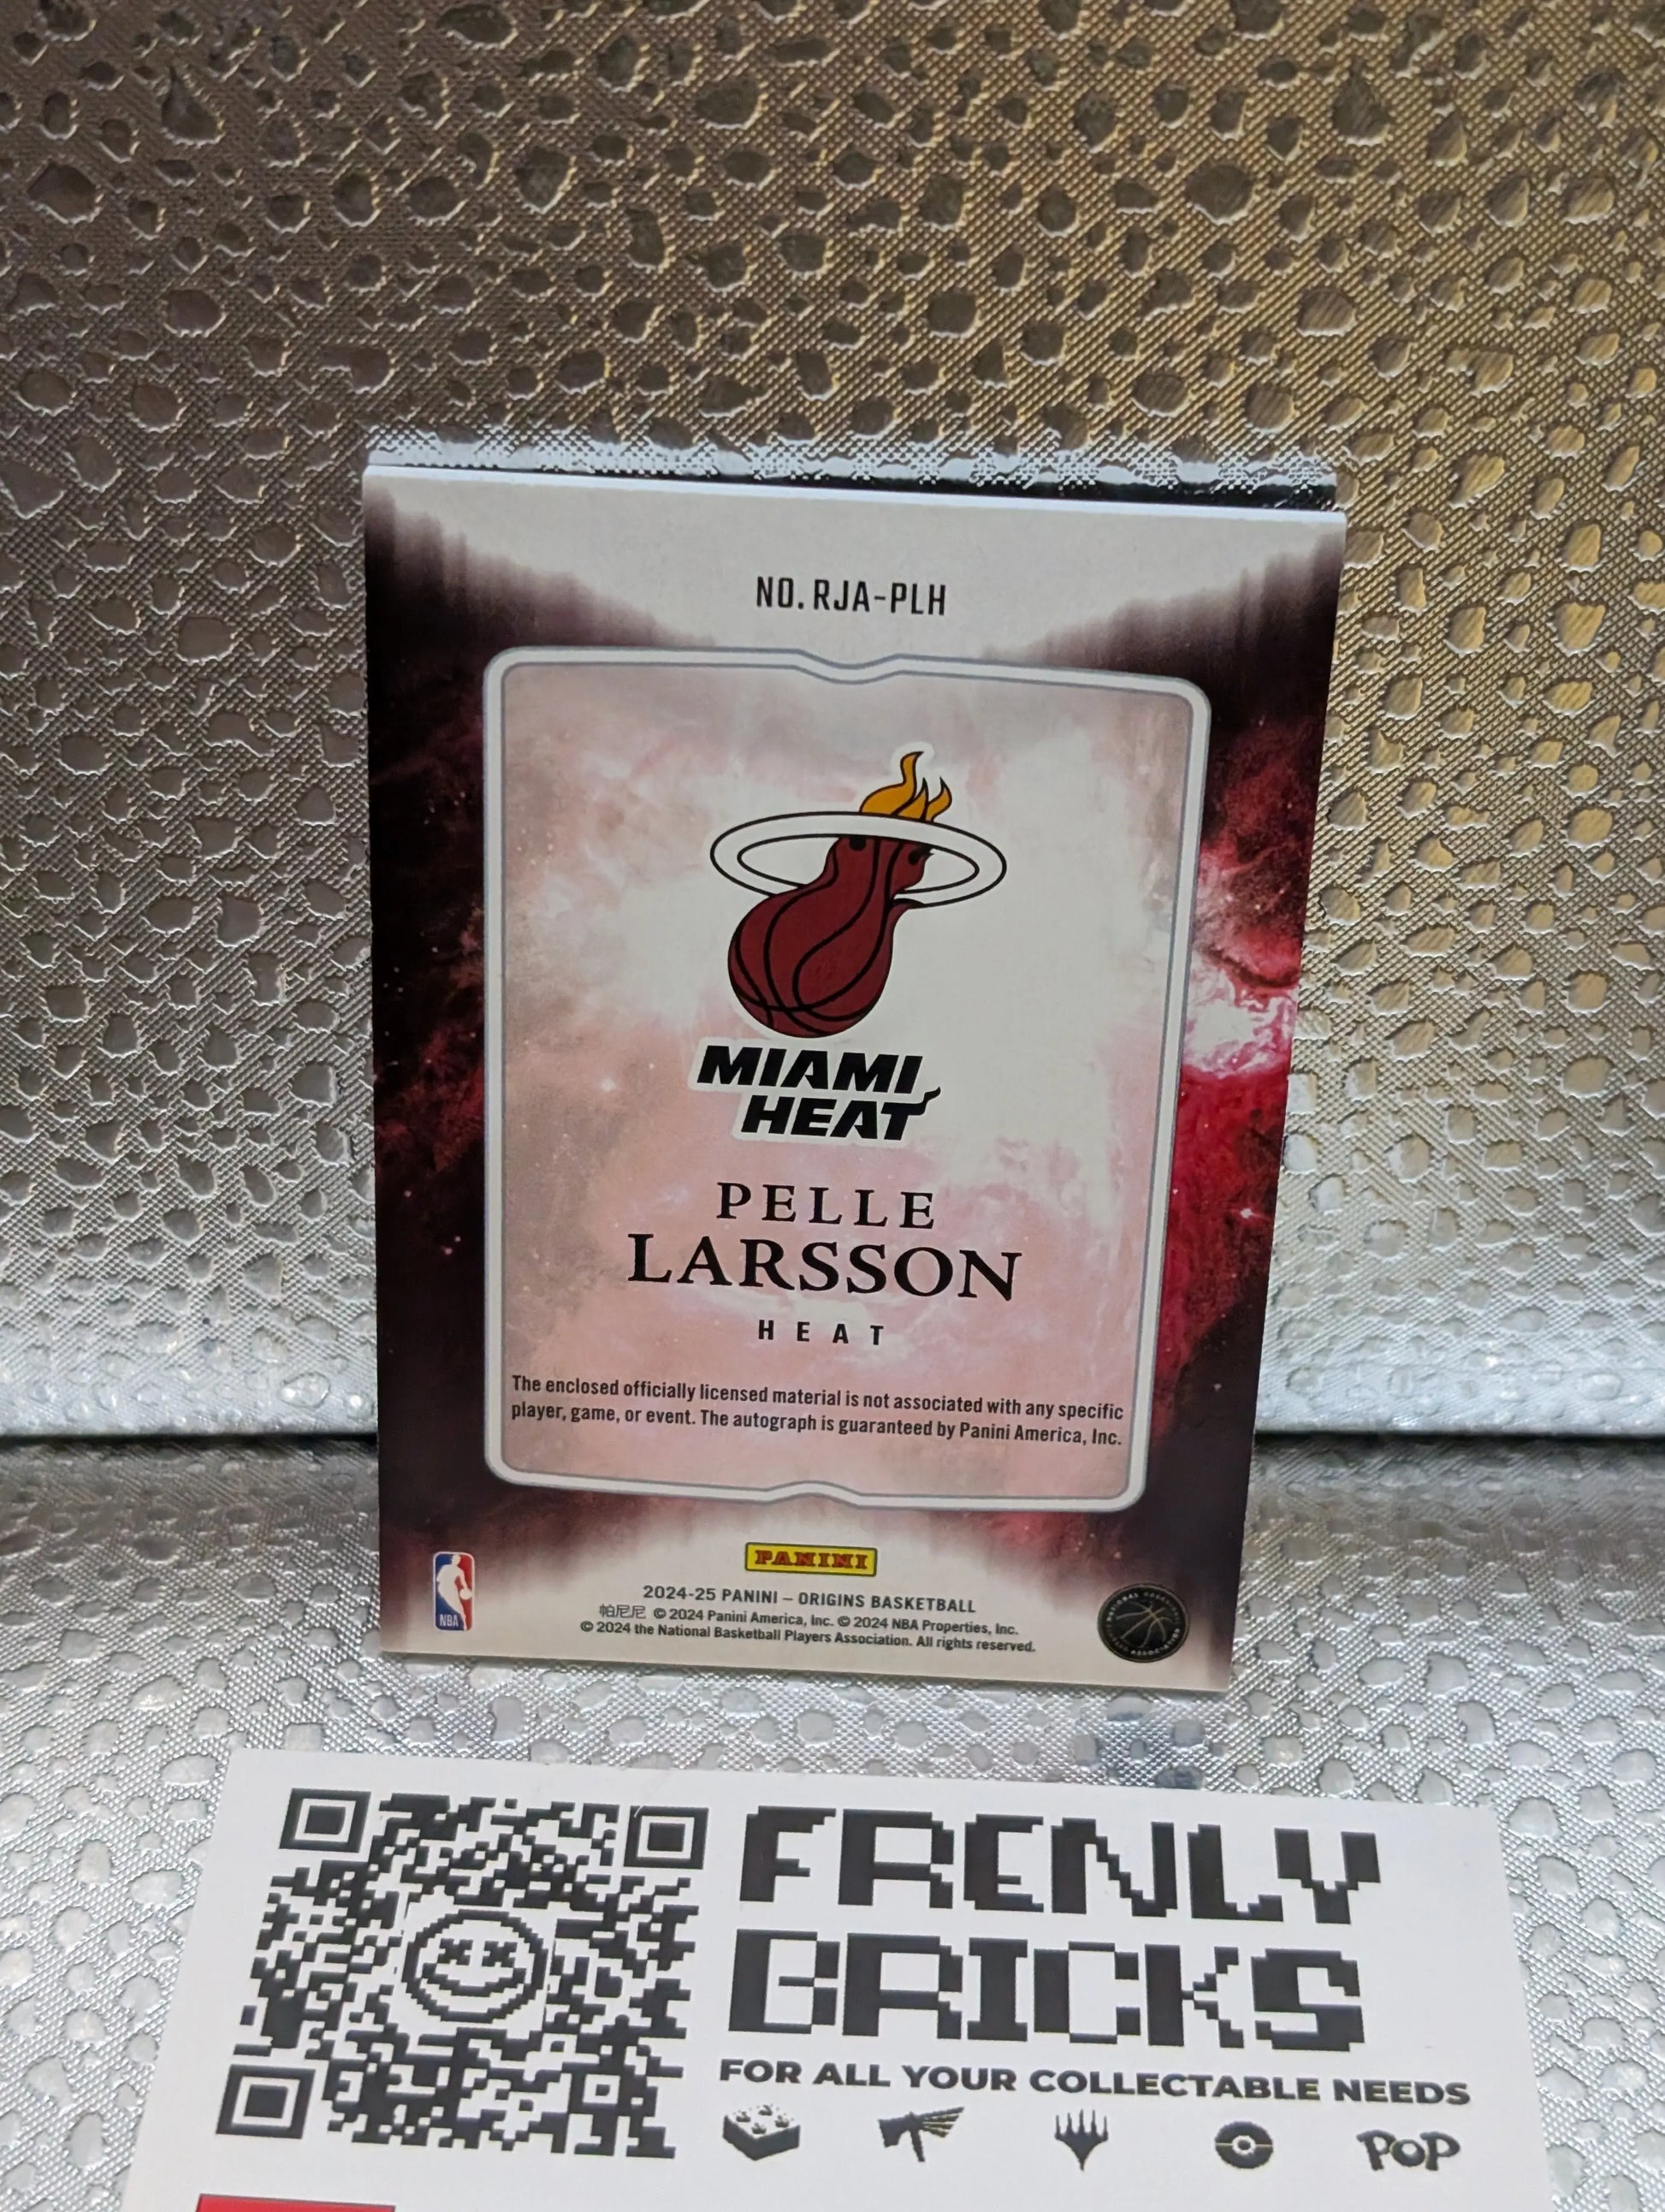 NO. RJA-PLH
MIAMI
HEAT
PELLE
LARSSON
HEAT
The enclosed officially licensed material is not associated with any specific
player, game, or event. The autograph is guaranteed by Panini America, Inc.
PANINI
NBA
2024-25 PANINI – ORIGINS BASKETBALL
帕尼尼 © 2024 Panini America, Inc. © 2024 NBA Properties, Inc.
© 2024 the National Basketball Players Association. All rights reserved.
FRENLY
BRICKS
FOR ALL YOUR COLLECTABLE NEEDS
POP